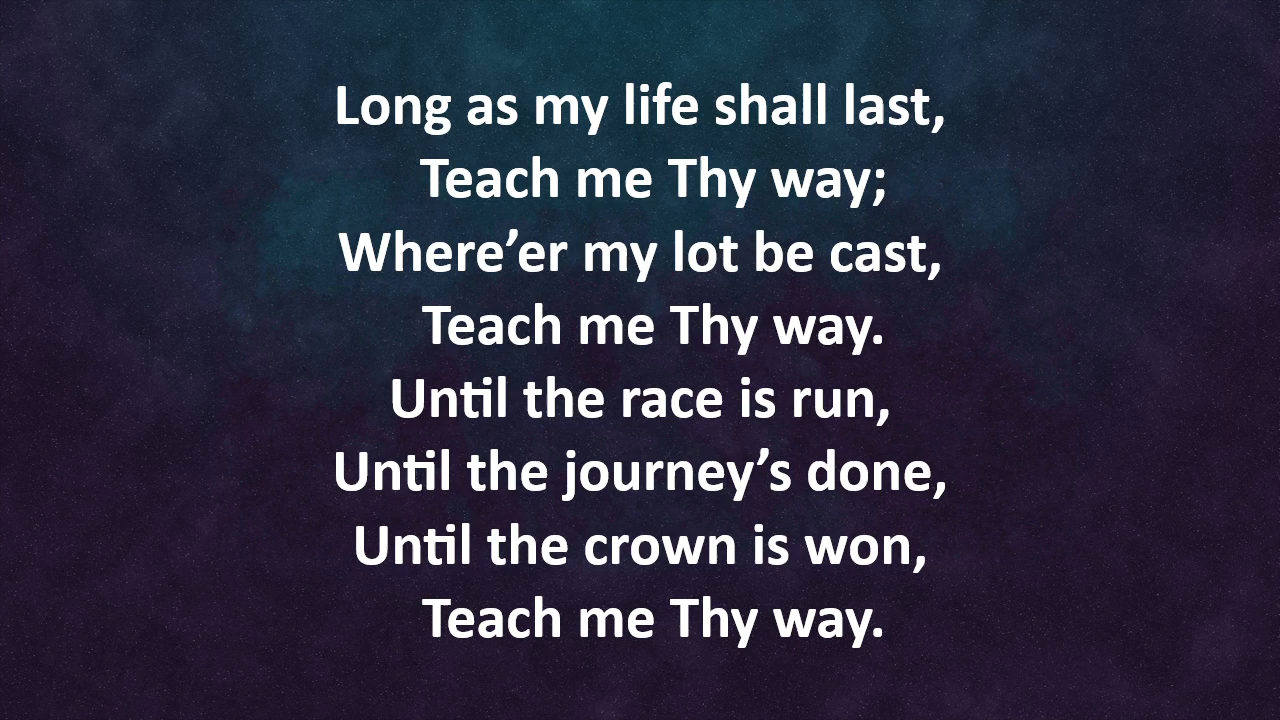 Long as my life shall last,
Teach me Thy way;
Where’er my lot be cast,
Teach me Thy way.
Until the race is run,
Until the journey’s done,
Until the crown is won,
Teach me Thy way.